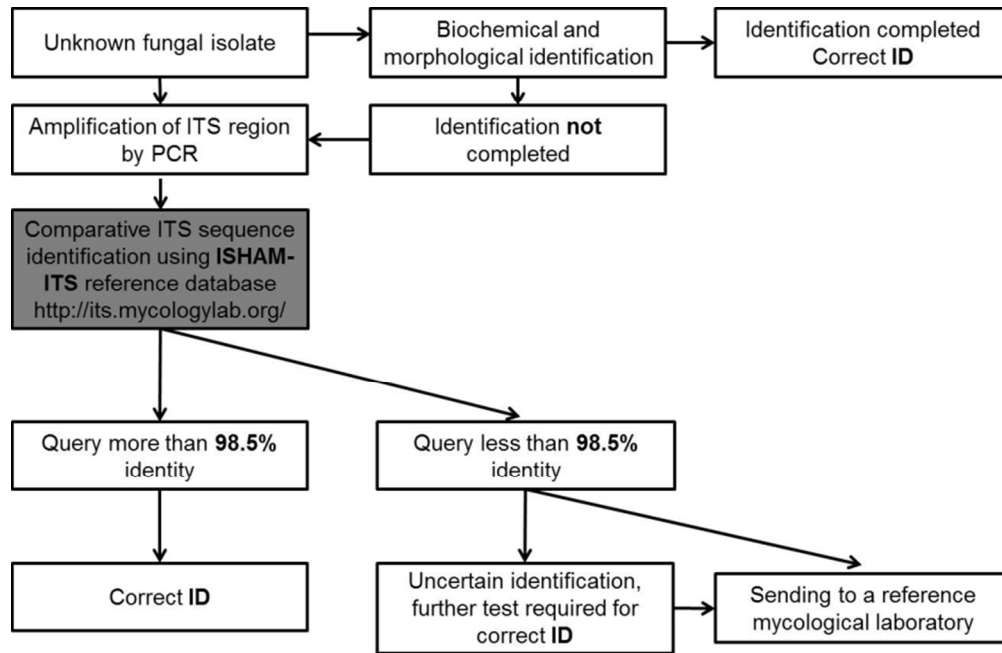 Unknown fungal isolate
Biochemical and
morphological identification
Identification completed
Correct ID
Amplification of ITS region
by PCR
Identification not
completed
Comparative ITS sequence
identification using ISHAM-
ITS reference database
http://its.mycologylab.org/
Query more than 98.5%
identity
Query less than 98.5%
identity
Correct ID
Uncertain identification,
further test required for
correct ID
Sending to a reference
mycological laboratory